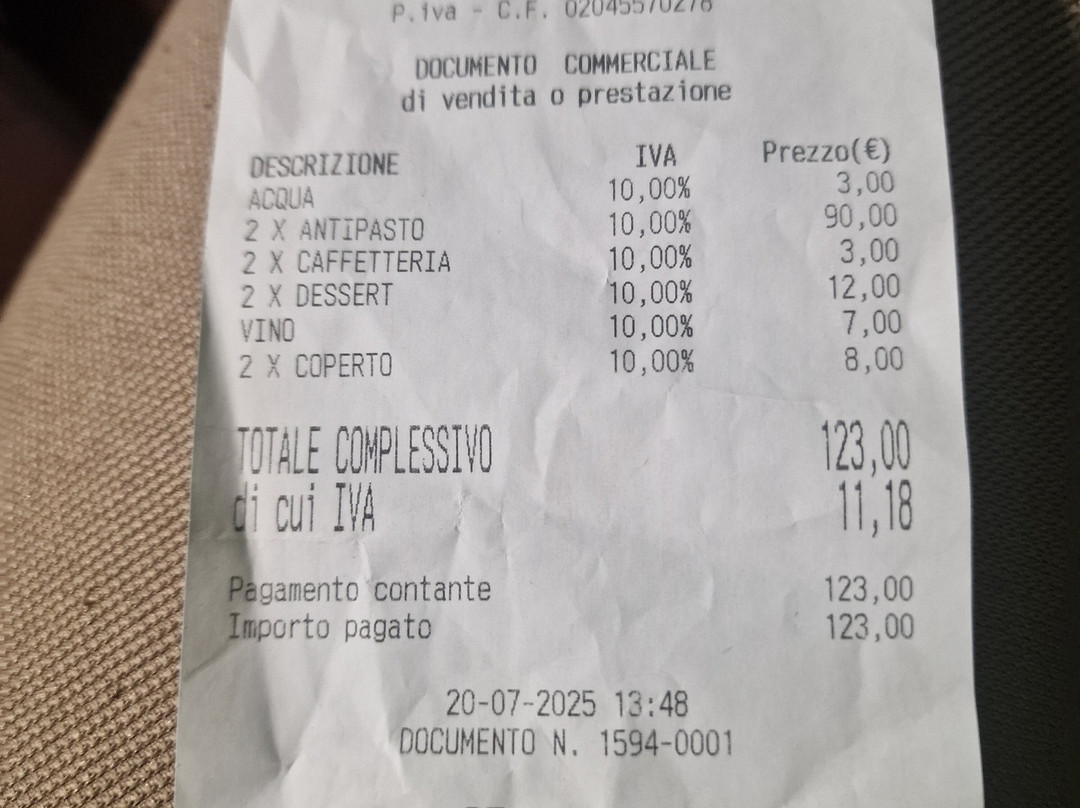 P.iva - C.F. 02045570278
DOCUMENTO COMMERCIALE
di vendita o prestazione
DESCRIZIONE IVA Prezzo(€)
ACQUA 10,00% 3,00
2 X ANTIPASTO 10,00% 90,00
2 X CAFFETTERIA 10,00% 3,00
2 X DESSERT 10,00% 12,00
VINO 10,00% 7,00
2 X COPERTO 10,00% 8,00
TOTALE COMPLESSIVO 123,00
di cui IVA 11,18
Pagamento contante 123,00
Importo pagato 123,00
20-07-2025 13:48
DOCUMENTO N. 1594-0001